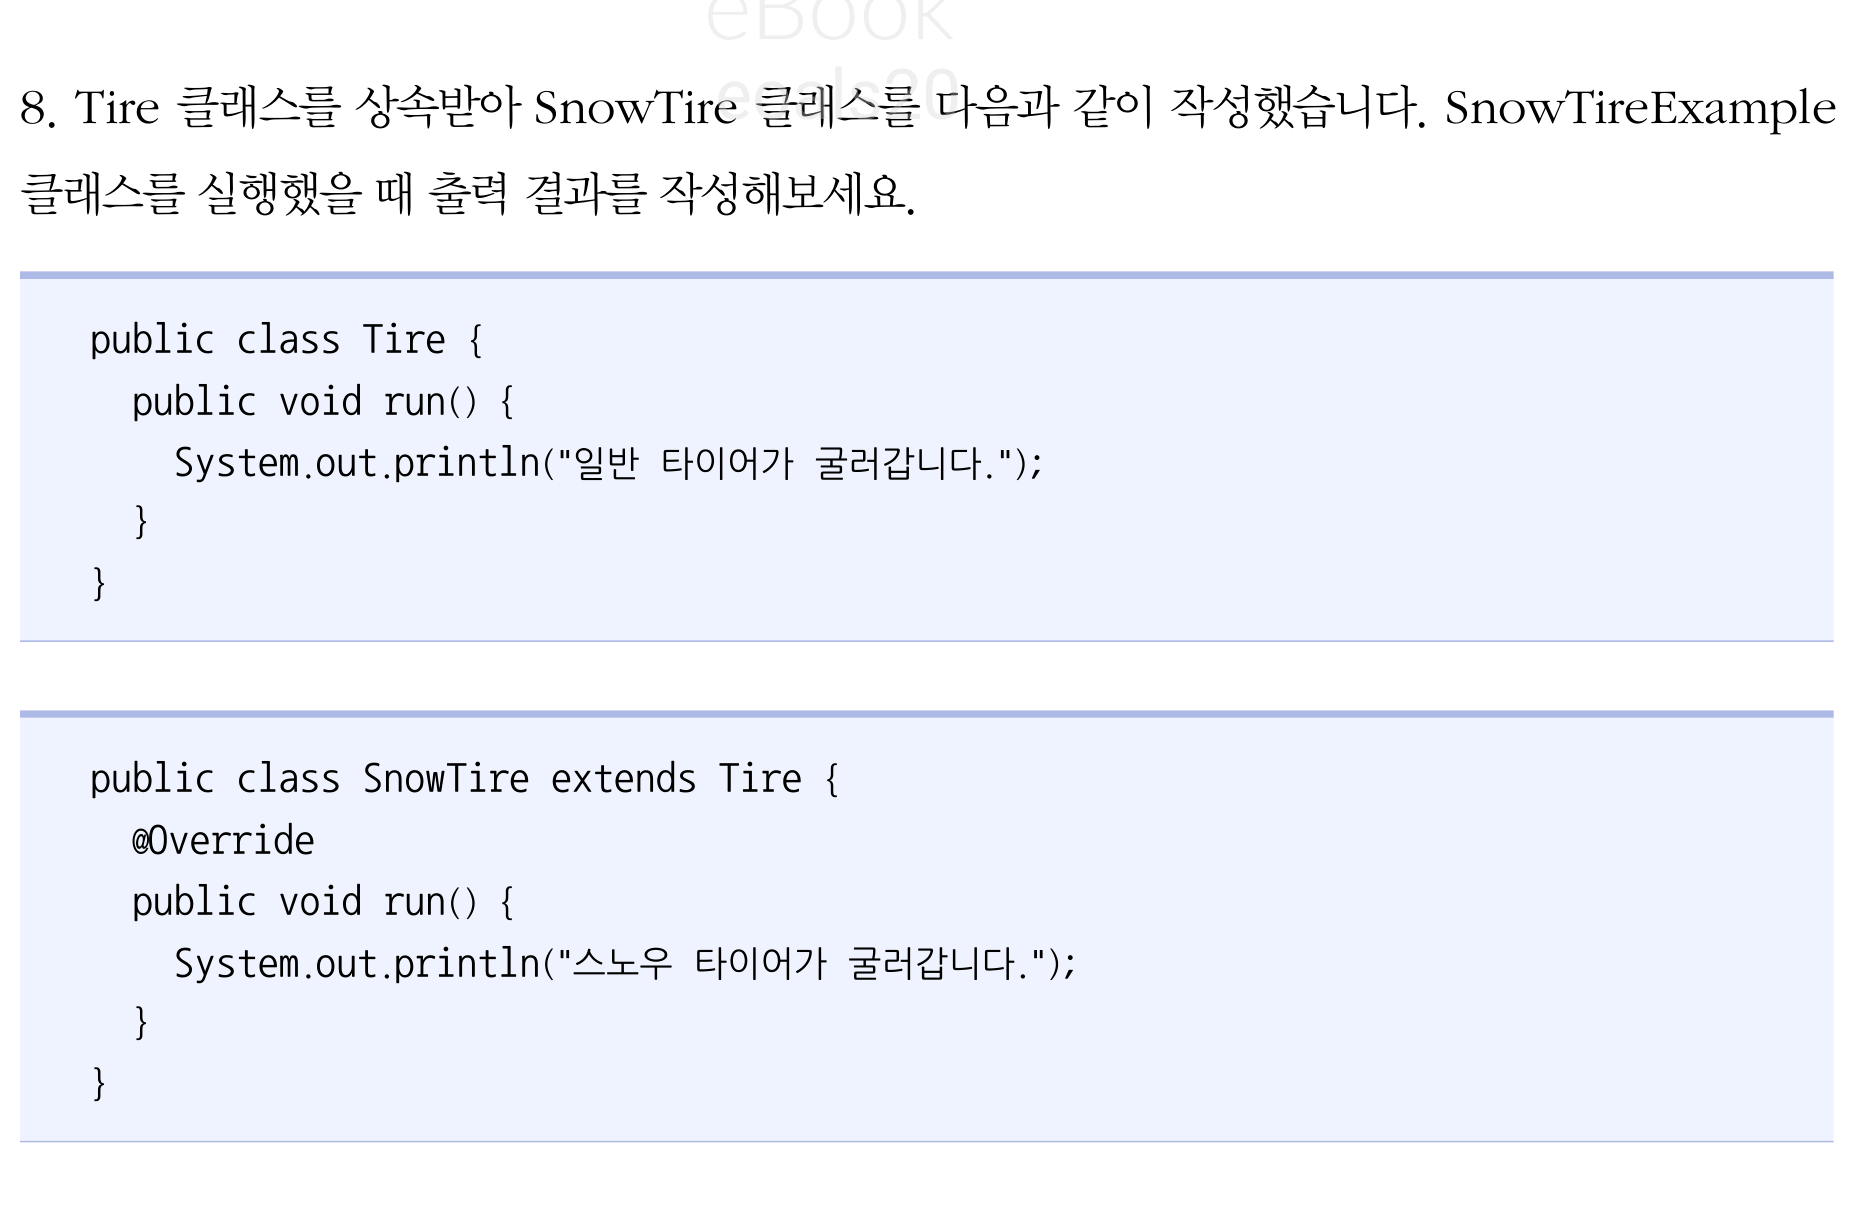 eBook
ecals20
8. Tire 클래스를 상속받아 SnowTire 클래스를 다음과 같이 작성했습니다. SnowTireExample
클래스를 실행했을 때 출력 결과를 작성해보세요.
public class Tire {
  public void run() {
    System.out.println("일반 타이어가 굴러갑니다.");
  }
}
public class SnowTire extends Tire {
  @Override
  public void run() {
    System.out.println("스노우 타이어가 굴러갑니다.");
  }
}